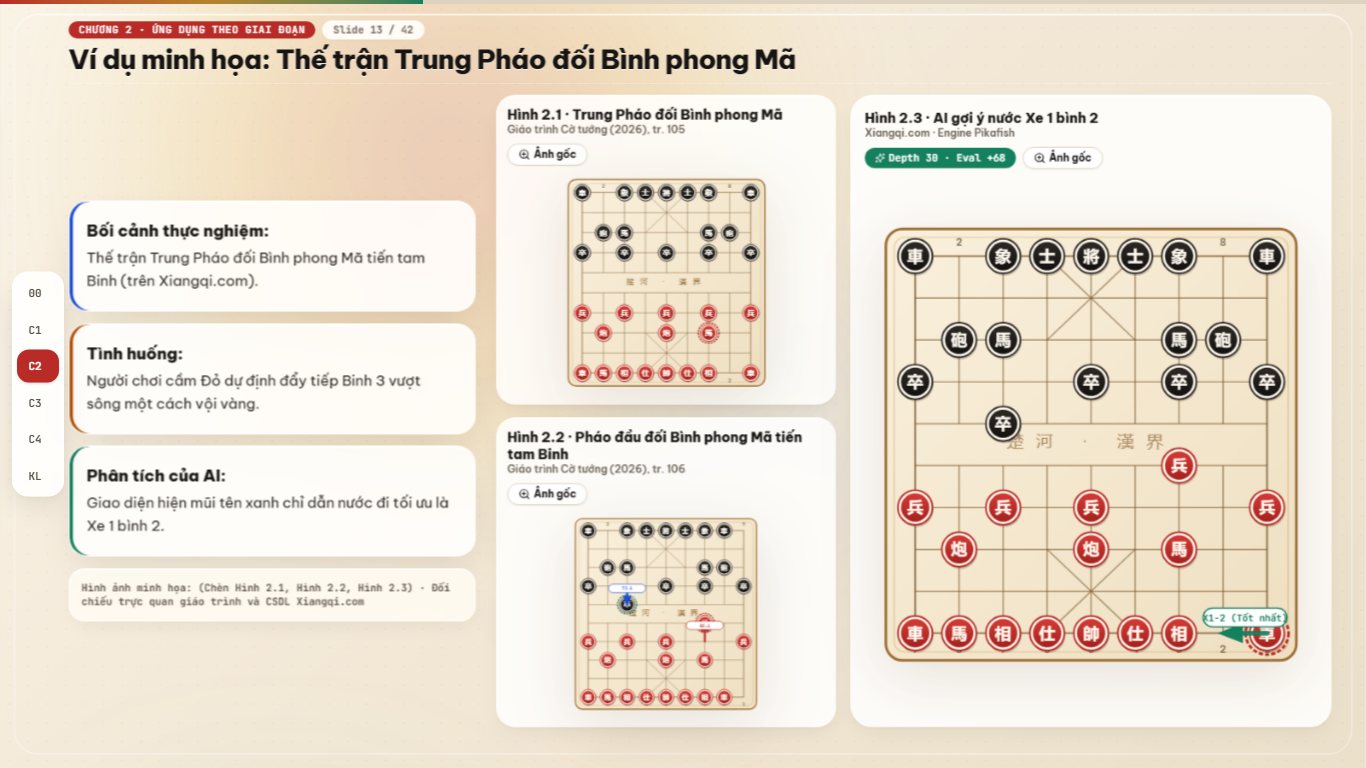 CHƯƠNG 2 · ỨNG DỤNG THEO GIAI ĐOẠN
Slide 13 / 42
Ví dụ minh họa: Thế trận Trung Pháo đối Bình phong Mã
00
C1
C2
C3
C4
KL
Bối cảnh thực nghiệm:
Thế trận Trung Pháo đối Bình phong Mã tiến tam
Binh (trên Xiangqi.com).
Tình huống:
Người chơi cầm Đỏ dự định đẩy tiếp Binh 3 vượt
sông một cách vội vàng.
Phân tích của AI:
Giao diện hiện mũi tên xanh chỉ dẫn nước đi tối ưu là
Xe 1 bình 2.
Hình ảnh minh họa: (Chèn Hình 2.1, Hình 2.2, Hình 2.3) · Đối
chiếu trực quan giáo trình và CSDL Xiangqi.com
Hình 2.1 · Trung Pháo đối Bình phong Mã
Giáo trình Cờ tướng (2026), tr. 105
Ảnh gốc
楚 河 · 漢 界
Hình 2.2 · Pháo đầu đối Bình phong Mã tiến
tam Binh
Giáo trình Cờ tướng (2026), tr. 106
Ảnh gốc
河 · 漢 界
Hình 2.3 · AI gợi ý nước Xe 1 bình 2
Xiangqi.com · Engine Pikafish
Depth 30 · Eval +68
Ảnh gốc
2 8
車 象 士 將 士 象 車
砲 馬 馬 砲
卒 卒 卒 卒
卒
楚 河 · 漢 界
兵
兵 兵 兵 兵
炮 炮 馬
X1-2 (Tốt nhất)
車 馬 相 仕 帥 仕 相 車
2